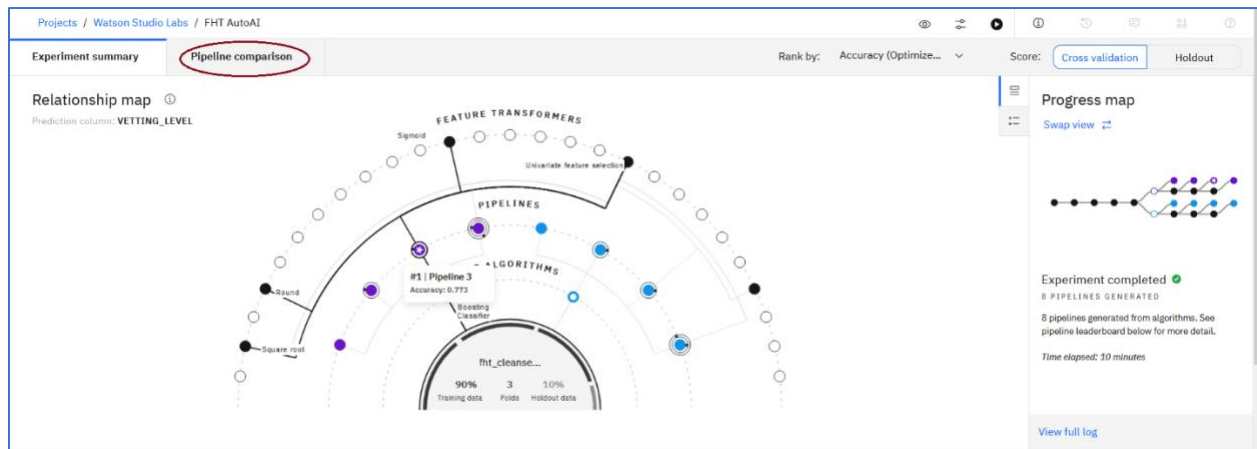 Projects / Watson Studio Labs / FHT AutoAI
Experiment summary
Pipeline comparison
Rank by: Accuracy (Optimize...
Score: Cross validation Holdout
Relationship map
Prediction column: VETTING_LEVEL
FEATURE TRANSFORMERS
Sigmoid
Univariate feature selection
PIPELINES
ALGORITHMS
#1 | Pipeline 3
Accuracy: 0.773
Round
Boosting
Classifier
Square root
fht_cleanse...
90% 3 10%
Training data Folds Holdout data
Progress map
Swap view
Experiment completed
8 PIPELINES GENERATED
8 pipelines generated from algorithms. See
pipeline leaderboard below for more detail.
Time elapsed: 10 minutes
View full log